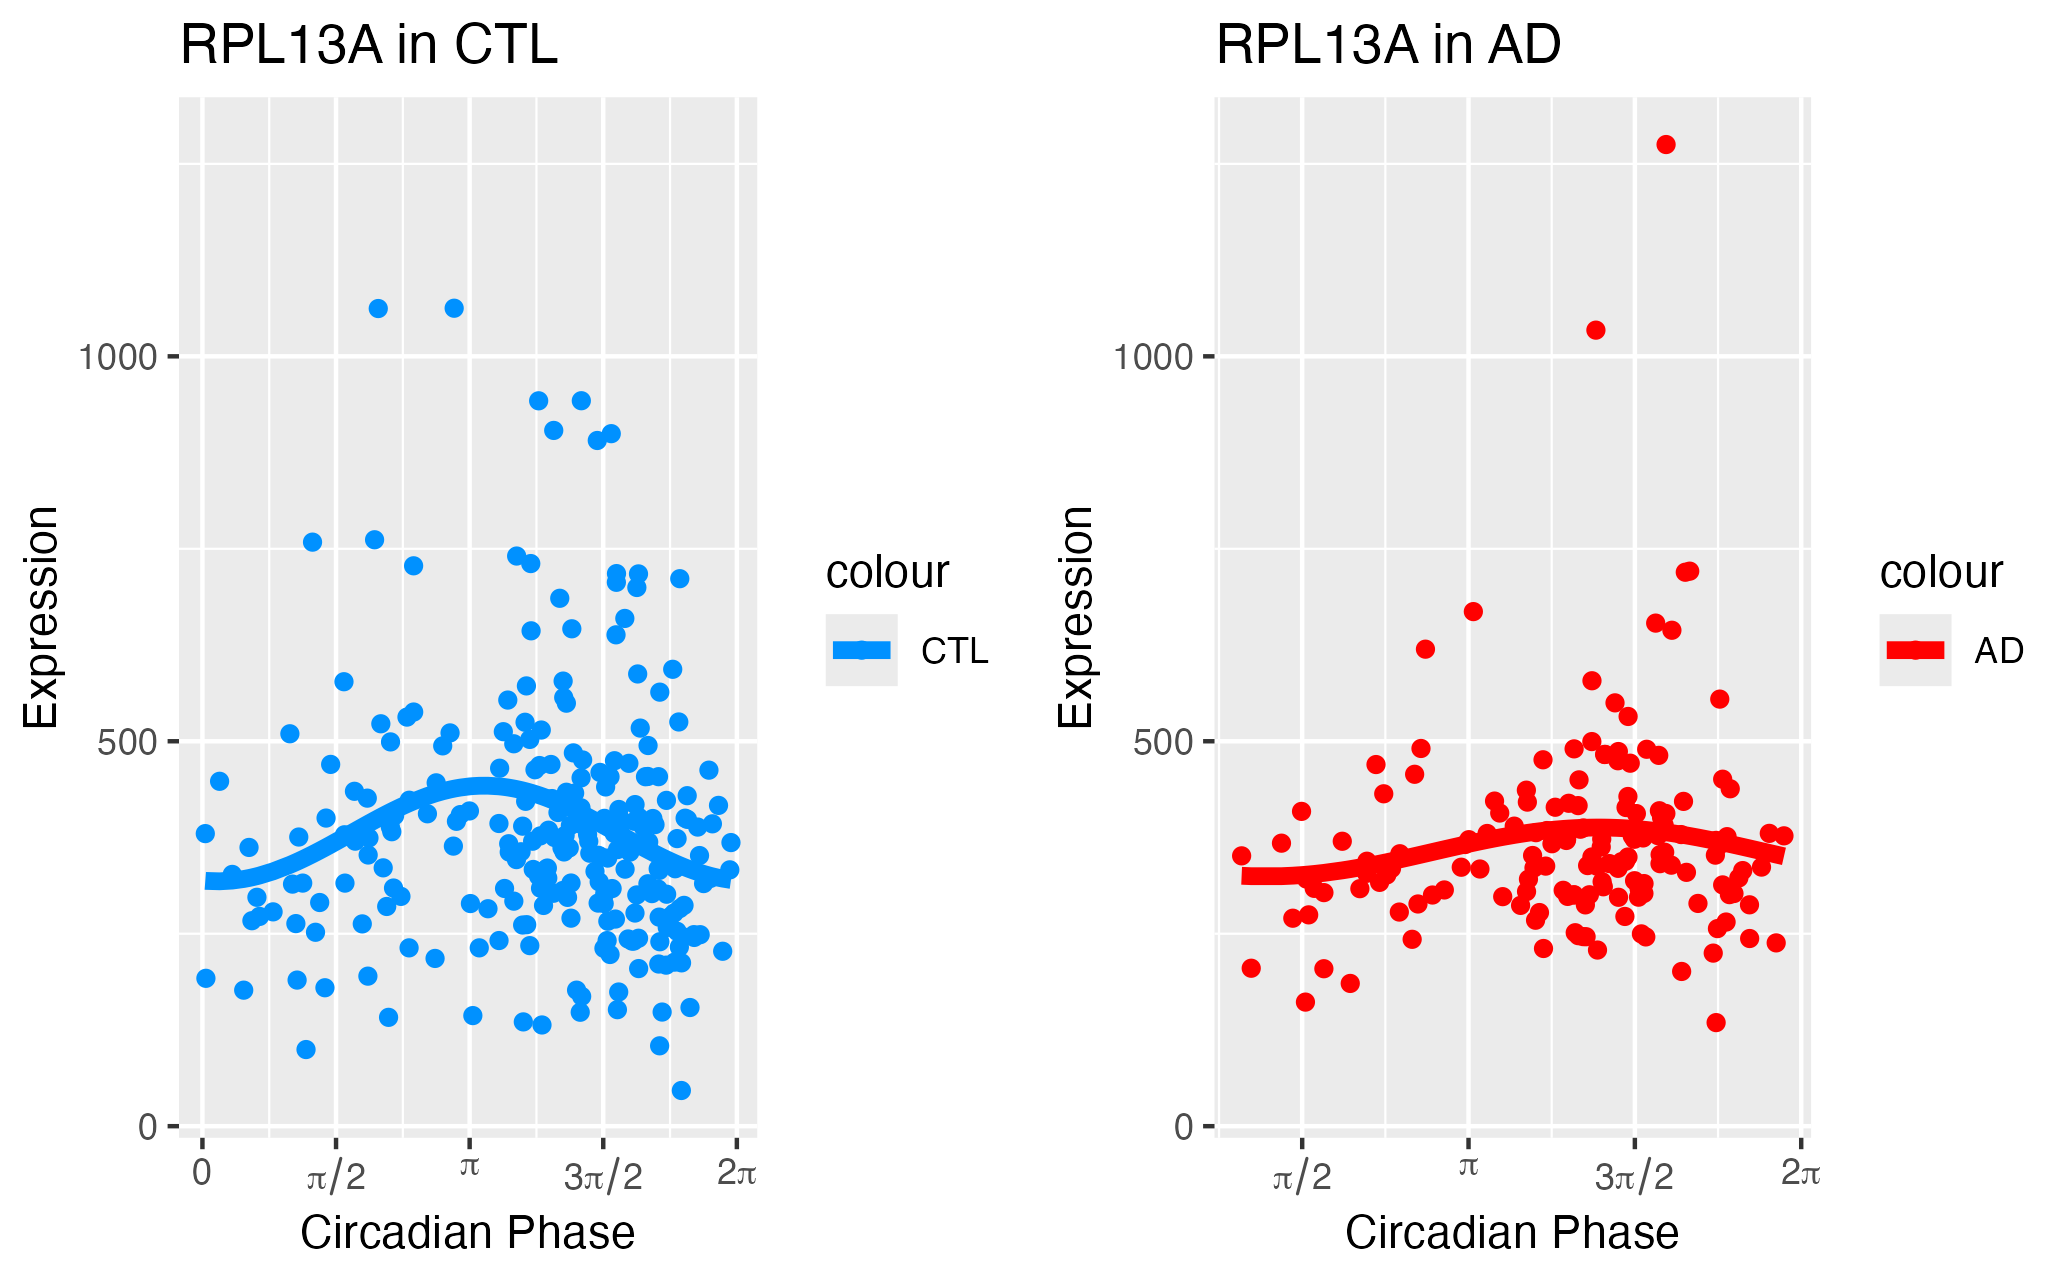 RPL13A in CTL
Expression
1000
500
0
0 π/2 π 3π/2 2π
Circadian Phase
colour
CTL
RPL13A in AD
Expression
1000
500
0
π/2 π 3π/2 2π
Circadian Phase
colour
AD